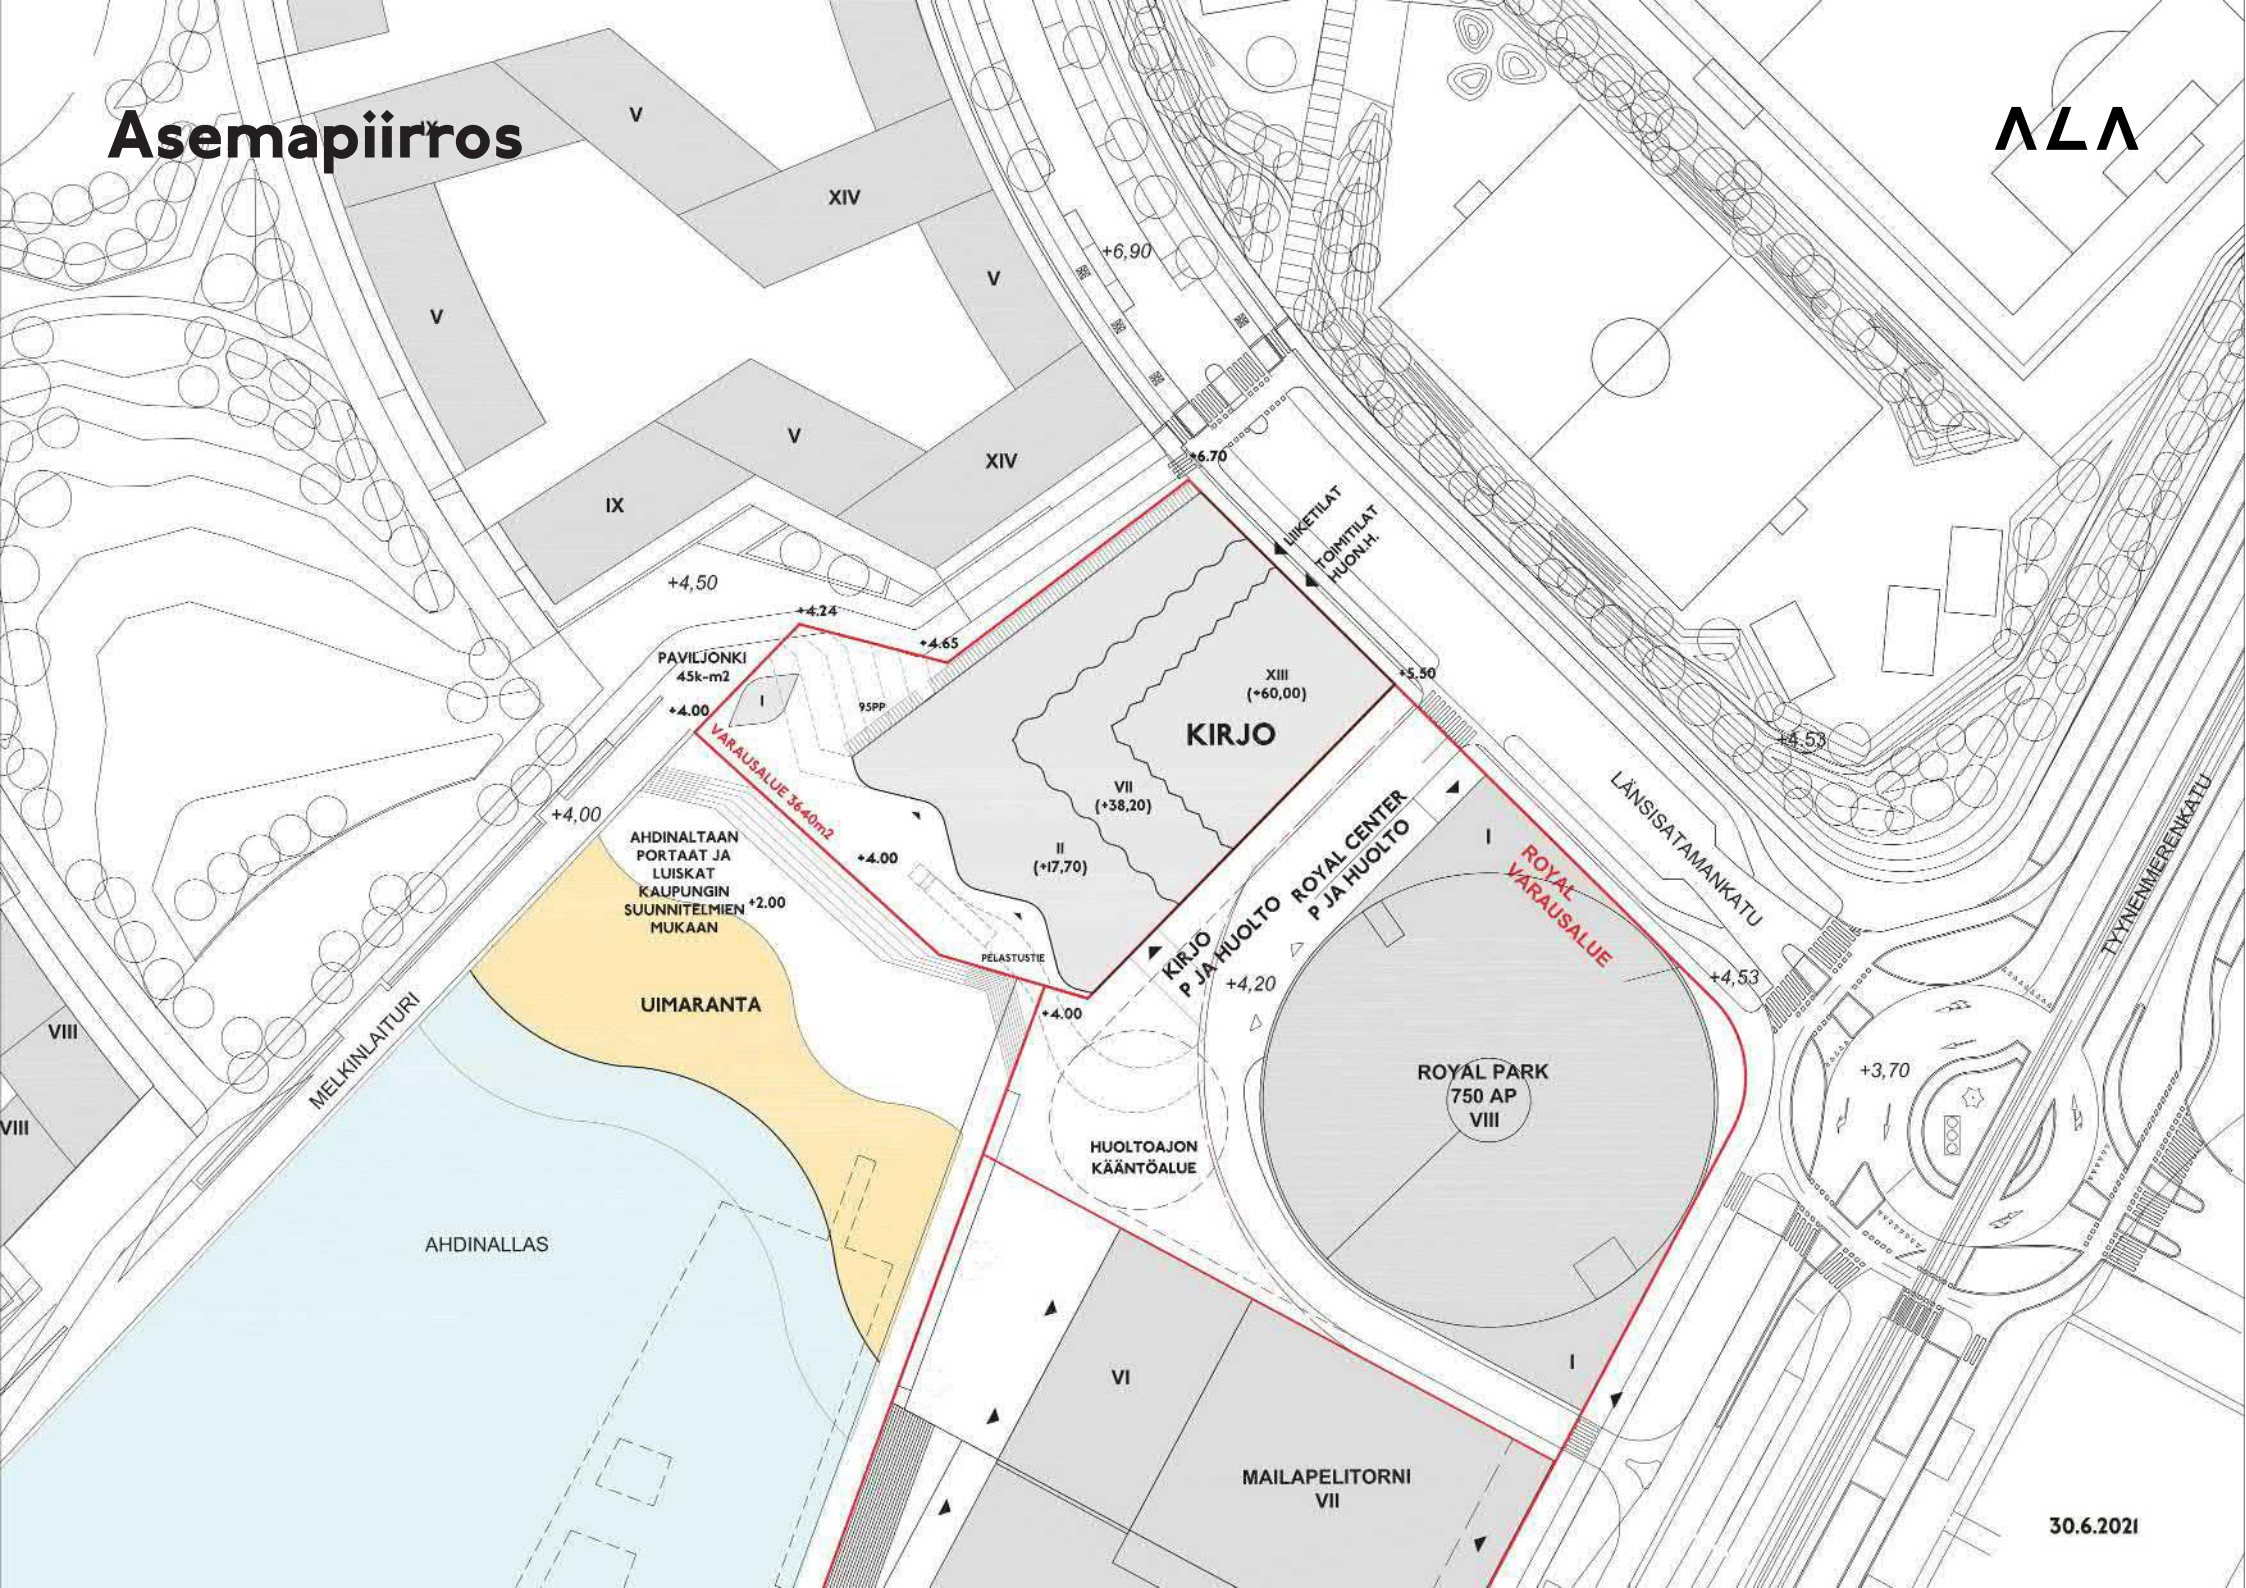 Asemapiirros
ALA
IX
V
XIV
V
V
+6,90
V
XIV
IX
+6.70
LIIKETILAT
TOIMITILAT
HUON.H.
+4,50
+4.24
+4.65
PAVILJONKI
45k-m2
I
+4.00
95PP
VARAUSALUE 3640m2
XIII
(+60,00)
KIRJO
+5.50
VII
(+38,20)
II
(+17,70)
+4,00
AHDINALTAAN
PORTAAT JA
LUISKAT
KAUPUNGIN
SUUNNITELMIEN
MUKAAN
+2.00
+4.00
PELASTUSTIE
+4.00
KIRJO
P JA HUOLTO
ROYAL CENTER
P JA HUOLTO
I
ROYAL
VARAUSALUE
LÄNSISATAMANKATU
+4.53
TYYNENMERENKATU
+4,20
+4,53
+3,70
UIMARANTA
MELKINLAITURI
VIII
VIII
ROYAL PARK
750 AP
VIII
HUOLTOAJON
KÄÄNTÖALUE
AHDINALLAS
I
VI
MAILAPELITORNI
VII
30.6.2021